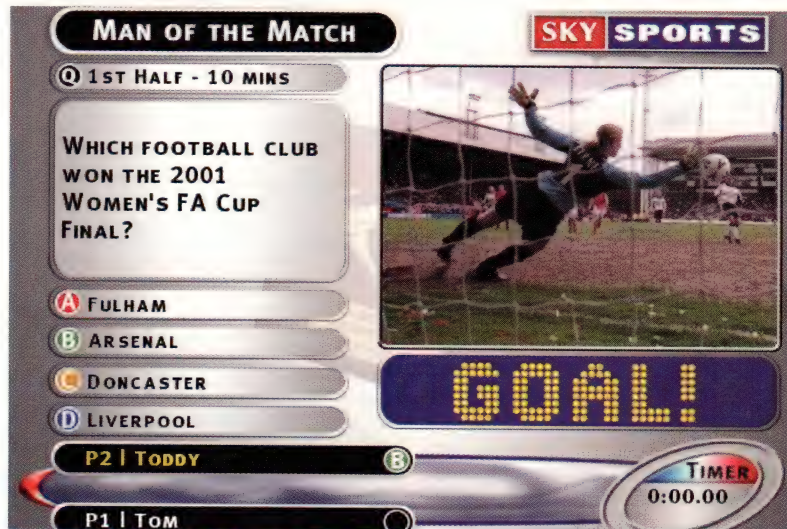 MAN OF THE MATCH
SKY SPORTS
Q 1ST HALF - 10 MINS
WHICH FOOTBALL CLUB
WON THE 2001
WOMEN'S FA CUP
FINAL?
A FULHAM
B ARSENAL
C DONCASTER
D LIVERPOOL
GOAL!
P2 | TODDY B
TIMER
0:00.00
P1 | TOM